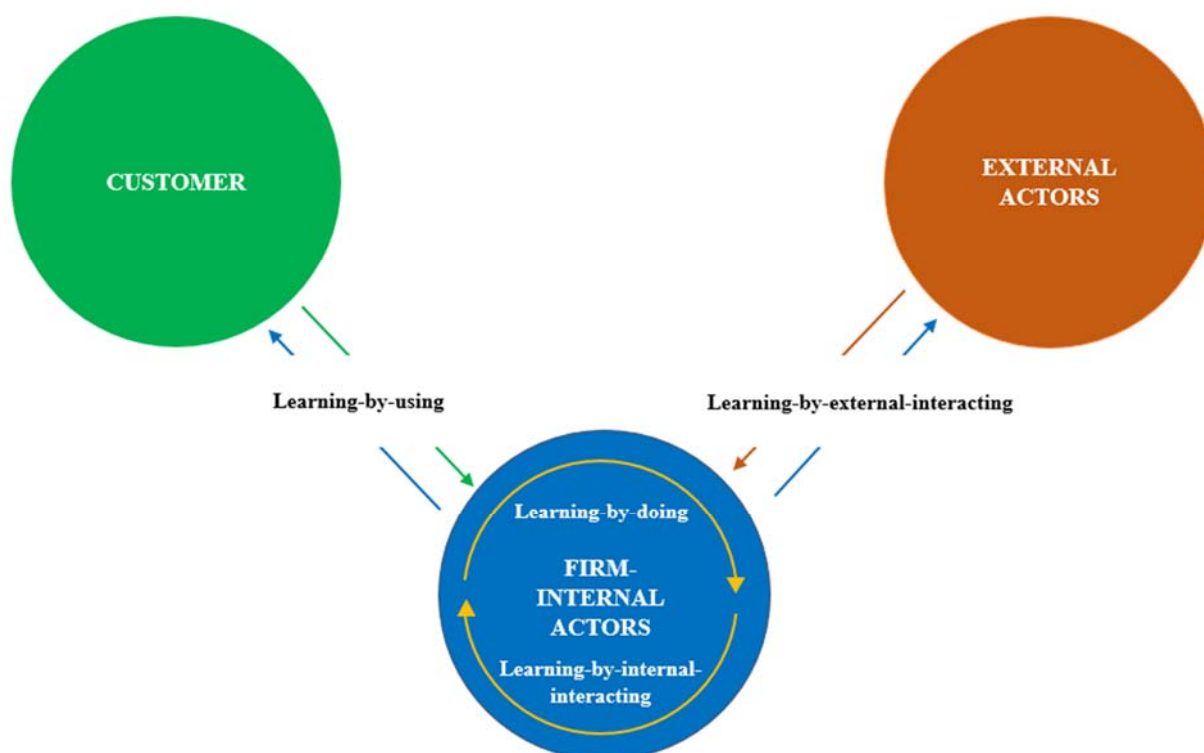 CUSTOMER
EXTERNAL
ACTORS
Learning-by-using
Learning-by-external-interacting
Learning-by-doing
FIRM-
INTERNAL
ACTORS
Learning-by-internal-
interacting